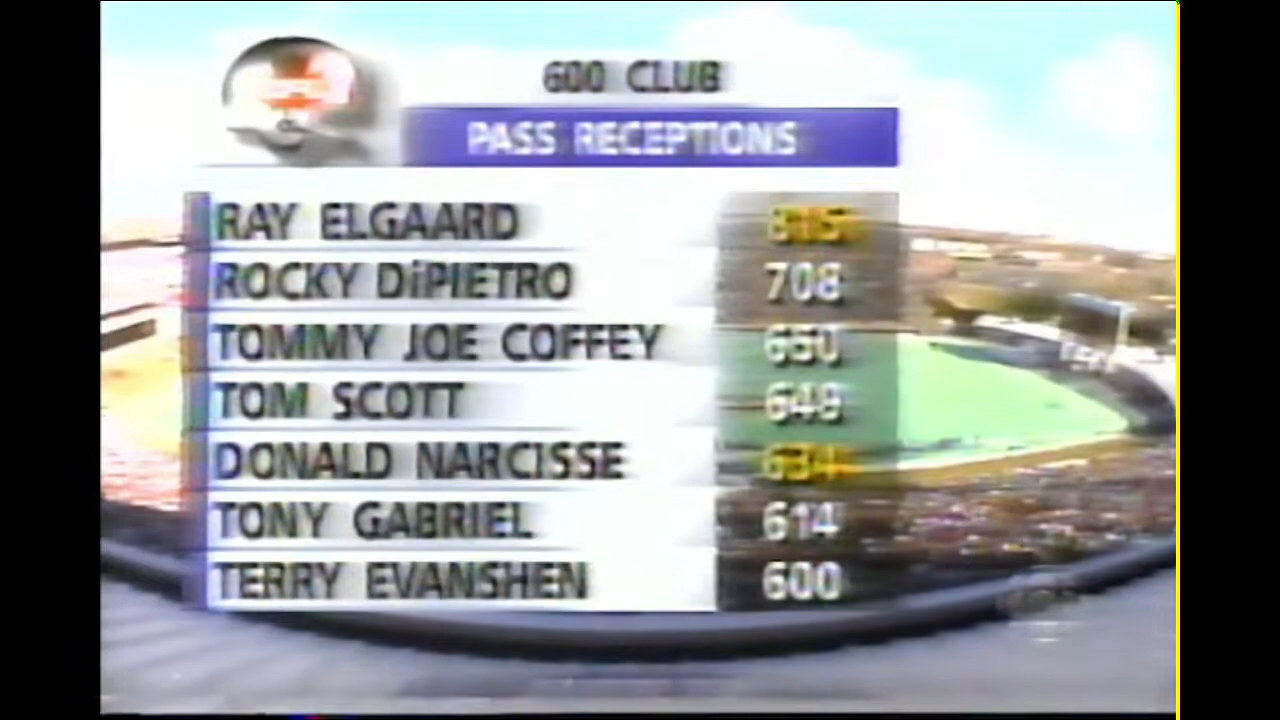 600 CLUB
PASS RECEPTIONS
RAY ELGAARD
ROCKY DiPIETRO 708
TOMMY JOE COFFEY 650
TOM SCOTT 649
DONALD NARCISSE 634
TONY GABRIEL 614
TERRY EVANSHEN 600